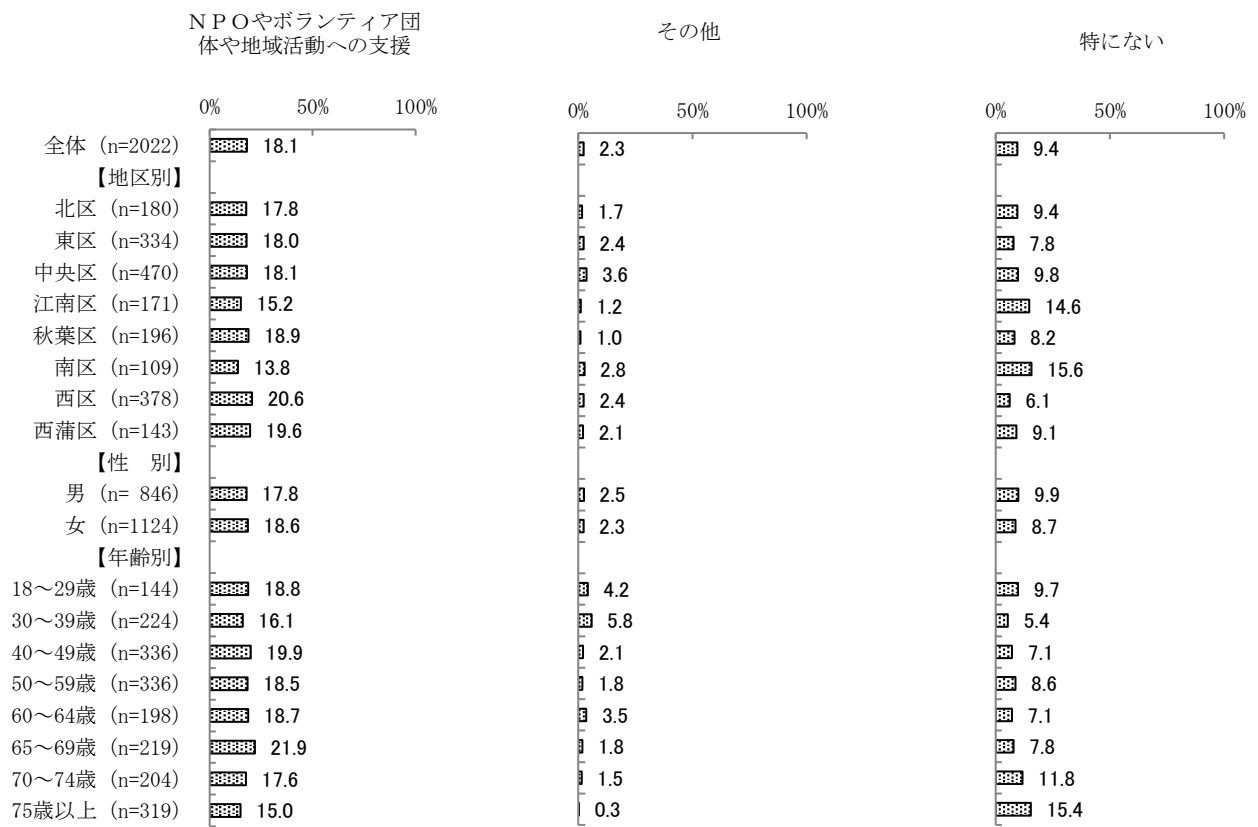 ＮＰＯやボランティア団
体や地域活動への支援
その他
特にない
0% 50% 100% 0% 50% 100% 0% 50% 100%
全体 (n=2022) 18.1 2.3 9.4
【地区別】
北区 (n=180) 17.8 1.7 9.4
東区 (n=334) 18.0 2.4 7.8
中央区 (n=470) 18.1 3.6 9.8
江南区 (n=171) 15.2 1.2 14.6
秋葉区 (n=196) 18.9 1.0 8.2
南区 (n=109) 13.8 2.8 15.6
西区 (n=378) 20.6 2.4 6.1
西蒲区 (n=143) 19.6 2.1 9.1
【性　別】
男 (n= 846) 17.8 2.5 9.9
女 (n=1124) 18.6 2.3 8.7
【年齢別】
18～29歳 (n=144) 18.8 4.2 9.7
30～39歳 (n=224) 16.1 5.8 5.4
40～49歳 (n=336) 19.9 2.1 7.1
50～59歳 (n=336) 18.5 1.8 8.6
60～64歳 (n=198) 18.7 3.5 7.1
65～69歳 (n=219) 21.9 1.8 7.8
70～74歳 (n=204) 17.6 1.5 11.8
75歳以上 (n=319) 15.0 0.3 15.4